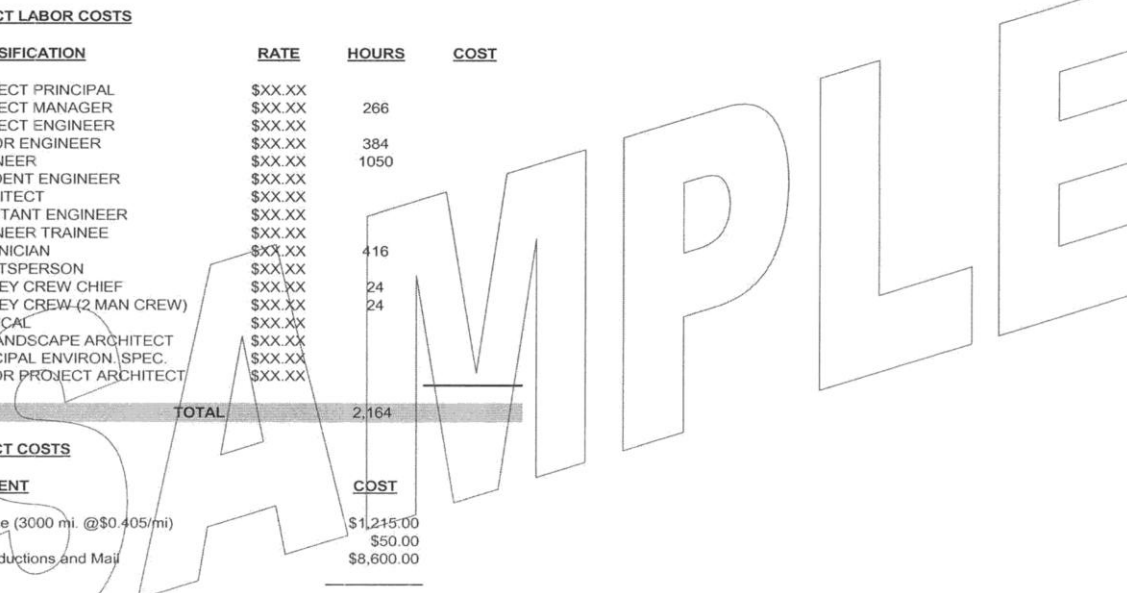 CT LABOR COSTS
SIFICATION RATE HOURS COST
ECT PRINCIPAL $XX.XX
ECT MANAGER $XX.XX 266
ECT ENGINEER $XX.XX
OR ENGINEER $XX.XX 384
NEER $XX.XX 1050
DENT ENGINEER $XX.XX
ITECT $XX.XX
TANT ENGINEER $XX.XX
NEER TRAINEE $XX.XX
NICIAN $XX.XX 416
TSPERSON $XX.XX
EY CREW CHIEF $XX.XX 24
EY CREW (2 MAN CREW) $XX.XX 24
ICAL $XX.XX
ANDSCAPE ARCHITECT $XX.XX
CIPAL ENVIRON. SPEC. $XX.XX
OR PROJECT ARCHITECT $XX.XX
TOTAL 2,164
CT COSTS
ENT COST
e (3000 mi. @$0.405/mi) $1,215.00
$50.00
ductions and Mail $8,600.00
SAMPLE